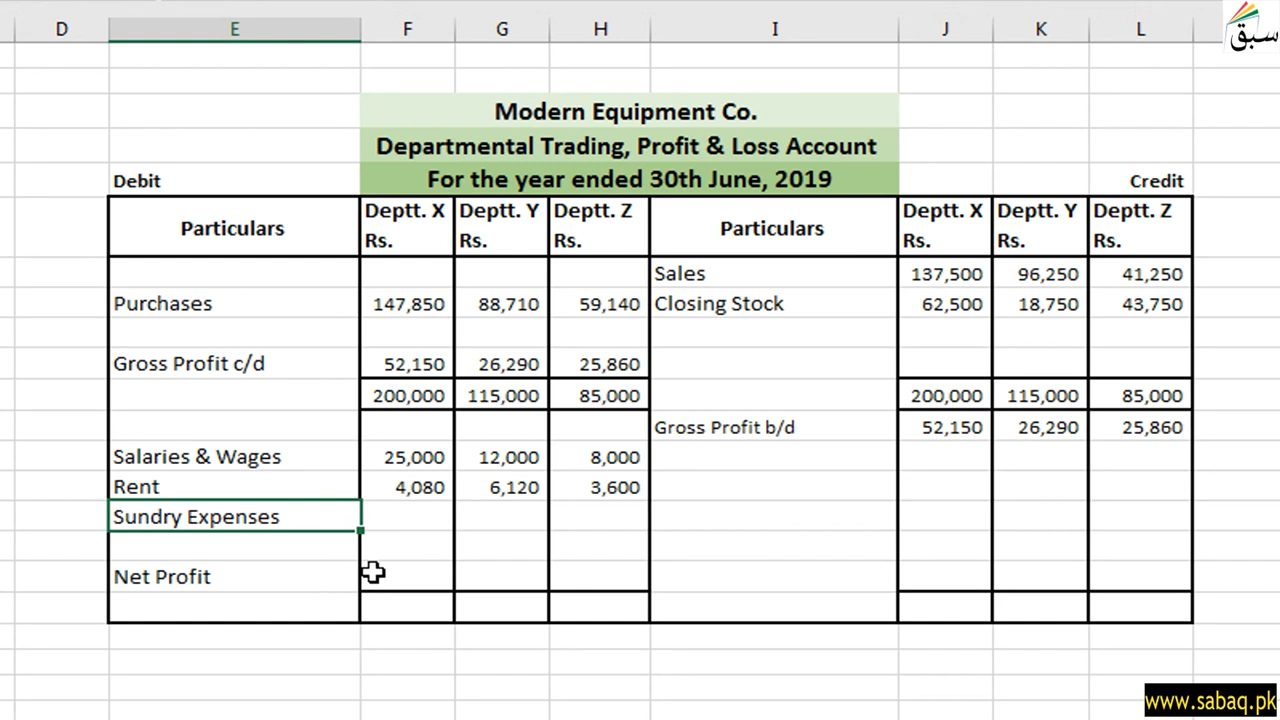 D E F G H I J K L
سبق
Modern Equipment Co.
Departmental Trading, Profit & Loss Account
For the year ended 30th June, 2019
Debit Credit
Particulars Deptt. X Deptt. Y Deptt. Z Particulars Deptt. X Deptt. Y Deptt. Z
Rs. Rs. Rs. Rs. Rs. Rs.
Sales 137,500 96,250 41,250
Purchases 147,850 88,710 59,140 Closing Stock 62,500 18,750 43,750
Gross Profit c/d 52,150 26,290 25,860
200,000 115,000 85,000 200,000 115,000 85,000
Gross Profit b/d 52,150 26,290 25,860
Salaries & Wages 25,000 12,000 8,000
Rent 4,080 6,120 3,600
Sundry Expenses
Net Profit
www.sabaq.pk